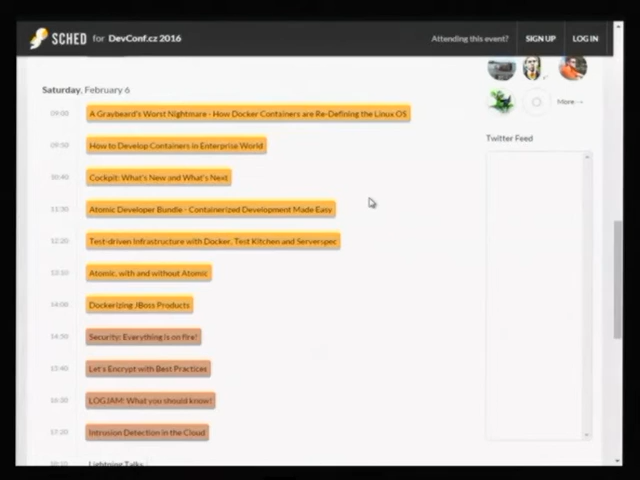 SCHED for DevConf.cz 2016
Attending this event? SIGN UP LOG IN
Saturday, February 6
More→
09:00 A Graybeard's Worst Nightmare - How Docker Containers are Re-Defining the Linux OS
Twitter Feed
09:50 How to Develop Containers in Enterprise World
10:40 Cockpit: What's New and What's Next
11:30 Atomic Developer Bundle - Containerized Development Made Easy
12:20 Test-driven Infrastructure with Docker, Test Kitchen and Serverspec
13:10 Atomic, with and without Atomic
14:00 Dockerizing JBoss Products
14:50 Security: Everything is on fire!
15:40 Let's Encrypt with Best Practices
16:30 LOGJAM! What you should know!
17:20 Intrusion Detection in the Cloud
18:10 Lightning Talks